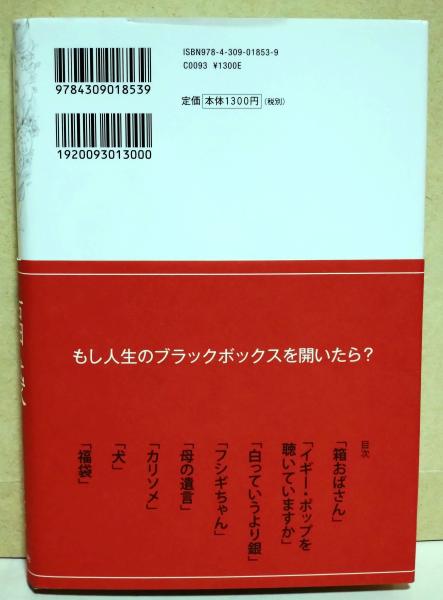 ISBN978-4-309-01853-9
C0093 ¥1300E
9784309018539
定価 本体1300円 (税別)
1920093013000
もし人生のブラックボックスを開いたら?
目次
「箱おばさん」
「イギー・ポップを
聴いていますか」
「白っていうより銀」
「フシギちゃん」
「母の遺言」
「カリソメ」
「犬」
「福袋」